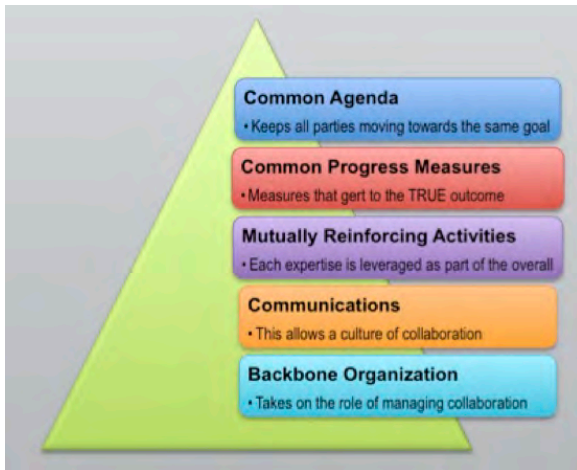 Common Agenda
• Keeps all parties moving towards the same goal
Common Progress Measures
• Measures that gert to the TRUE outcome
Mutually Reinforcing Activities
• Each expertise is leveraged as part of the overall
Communications
• This allows a culture of collaboration
Backbone Organization
• Takes on the role of managing collaboration